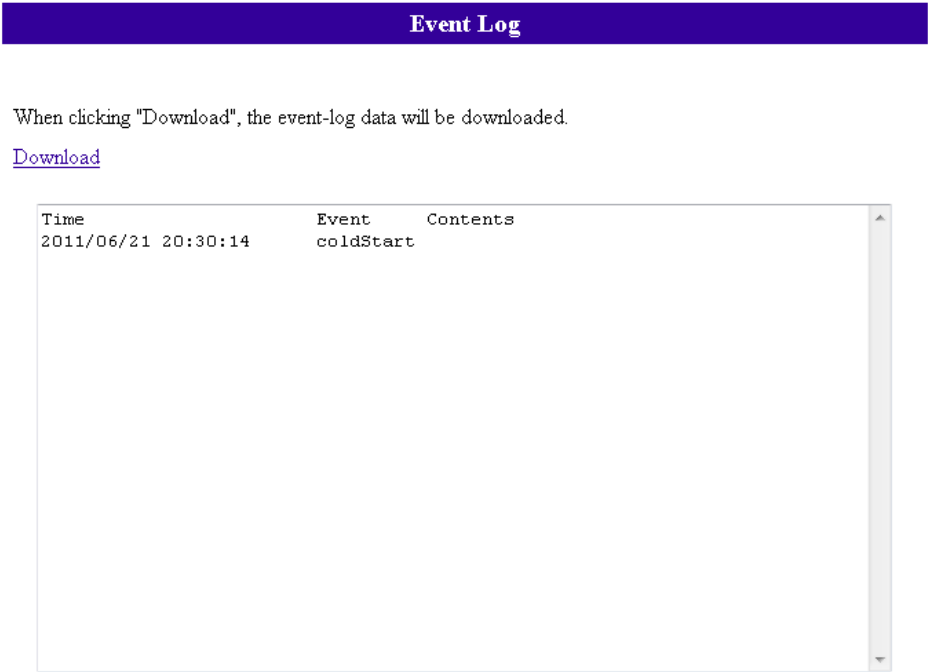 Event Log
When clicking "Download", the event-log data will be downloaded.
Download
Time Event Contents
2011/06/21 20:30:14 coldStart